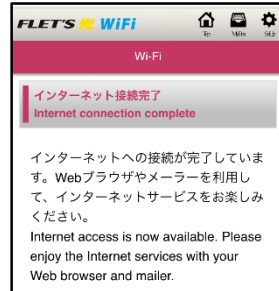 FLET'S 光 WiFi
Top
MyBox
Wi-Fi
インターネット接続完了
Internet connection complete
インターネットへの接続が完了していま
す。Webブラウザやメーラーを利用し
て、インターネットサービスをお楽しみ
ください。
Internet access is now available. Please
enjoy the Internet services with your
Web browser and mailer.